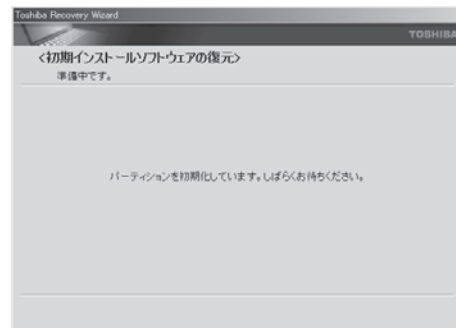 Toshiba Recovery Wizard
TOSHIBA
<初期インストールソフトウェアの復元>
準備中です。
パーティションを初期化しています。しばらくお待ちください。